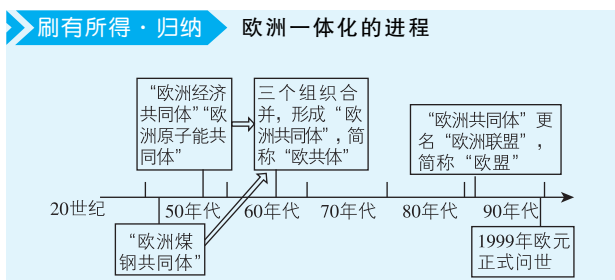 刷有所得·归纳 欧洲一体化的进程
“欧洲经济
共同体”“欧
洲原子能共
同体”
三个组织合
并，形成“欧
洲共同体”，简
称“欧共体”
“欧洲共同体”更
名“欧洲联盟”，
简称“欧盟”
20世纪 50年代 60年代 70年代 80年代 90年代
“欧洲煤
钢共同体”
1999年欧元
正式问世